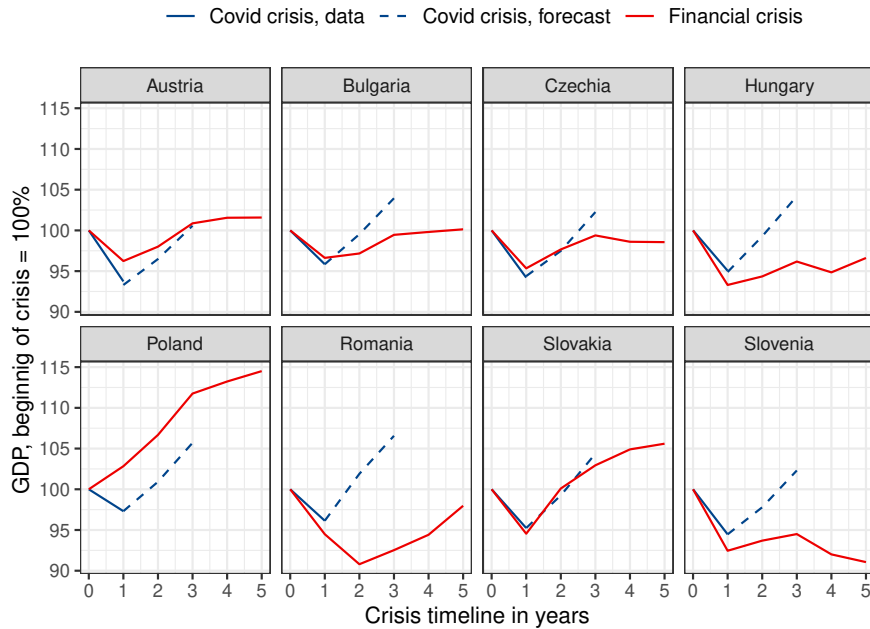 Covid crisis, data Covid crisis, forecast Financial crisis
Austria Bulgaria Czechia Hungary
115
110
105
100
95
90
Poland Romania Slovakia Slovenia
115
110
105
100
95
90
0 1 2 3 4 5 0 1 2 3 4 5 0 1 2 3 4 5 0 1 2 3 4 5
Crisis timeline in years
GDP, beginnig of crisis = 100%